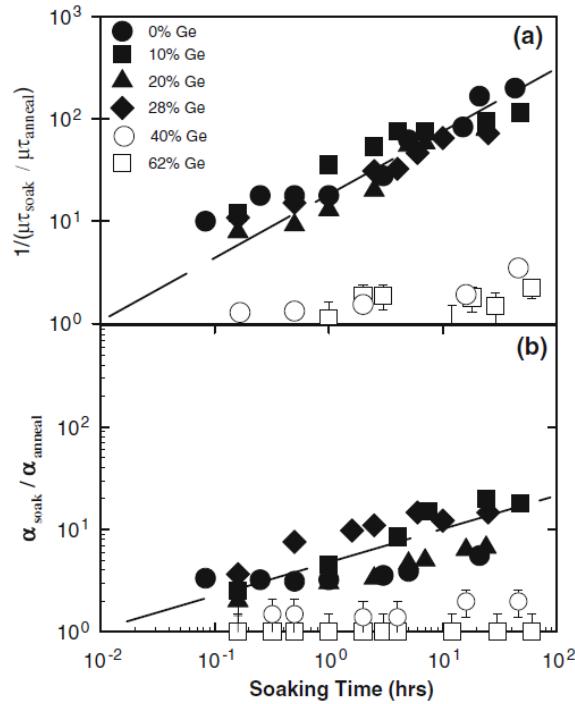 10³
(a)
0% Ge
10% Ge
20% Ge
28% Ge
40% Ge
62% Ge
10²
10¹
10⁰
1/(μτsoak / μτanneal)
(b)
10²
10¹
10⁰
αsoak / αanneal
10⁻² 10⁻¹ 10⁰ 10¹ 10²
Soaking Time (hrs)